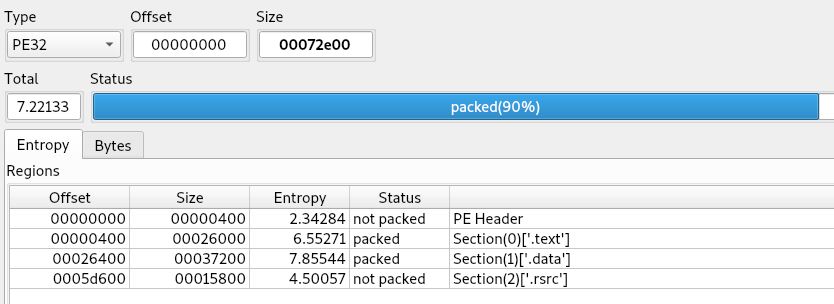 Type Offset Size
PE32 00000000 00072e00
Total Status
7.22133 packed(90%)
Entropy Bytes
Regions
Offset Size Entropy Status
00000000 00000400 2.34284 not packed PE Header
00000400 00026000 6.55271 packed Section(0)['.text']
00026400 00037200 7.85544 packed Section(1)['.data']
0005d600 00015800 4.50057 not packed Section(2)['.rsrc']